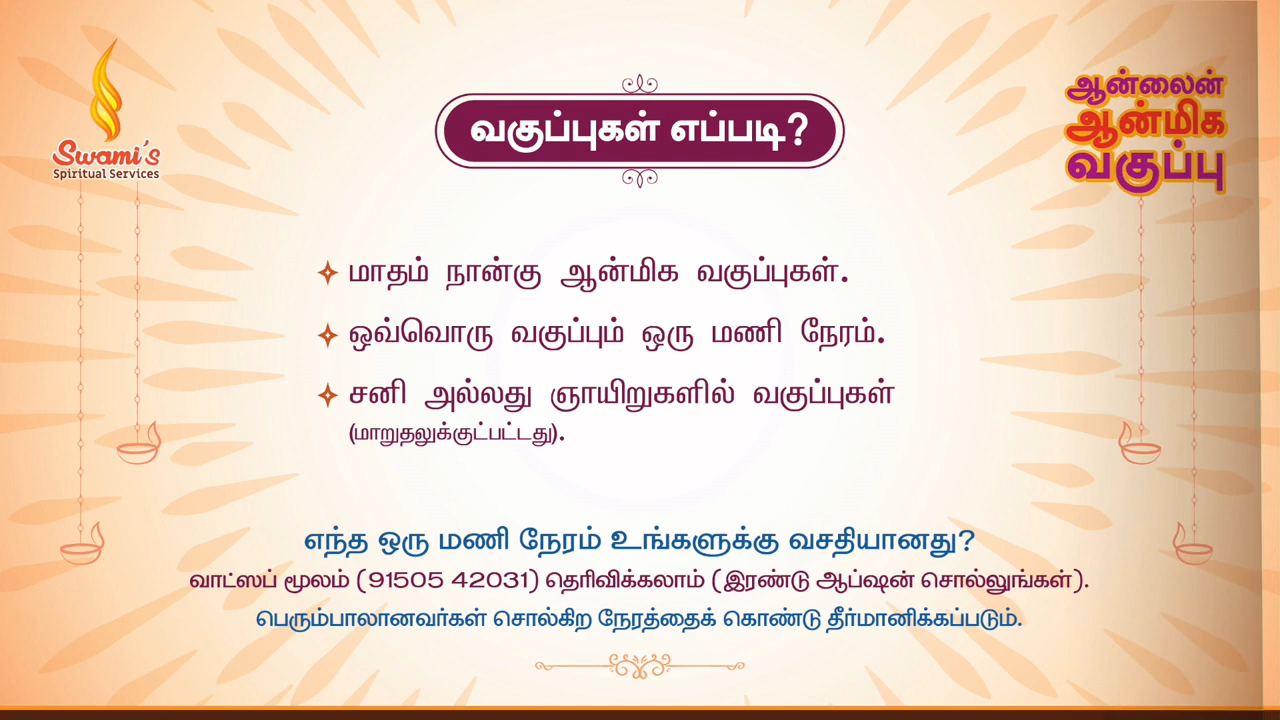 Swami's
Spiritual Services
வகுப்புகள் எப்படி?
ஆன்லைன்
ஆன்மிக
வகுப்பு
மாதம் நான்கு ஆன்மிக வகுப்புகள்.
ஒவ்வொரு வகுப்பும் ஒரு மணி நேரம்.
சனி அல்லது ஞாயிறுகளில் வகுப்புகள்
(மாறுதலுக்குட்பட்டது).
எந்த ஒரு மணி நேரம் உங்களுக்கு வசதியானது?
வாட்ஸப் மூலம் (91505 42031) தெரிவிக்கலாம் (இரண்டு ஆப்ஷன் சொல்லுங்கள்).
பெரும்பாலானவர்கள் சொல்கிற நேரத்தைக் கொண்டு தீர்மானிக்கப்படும்.